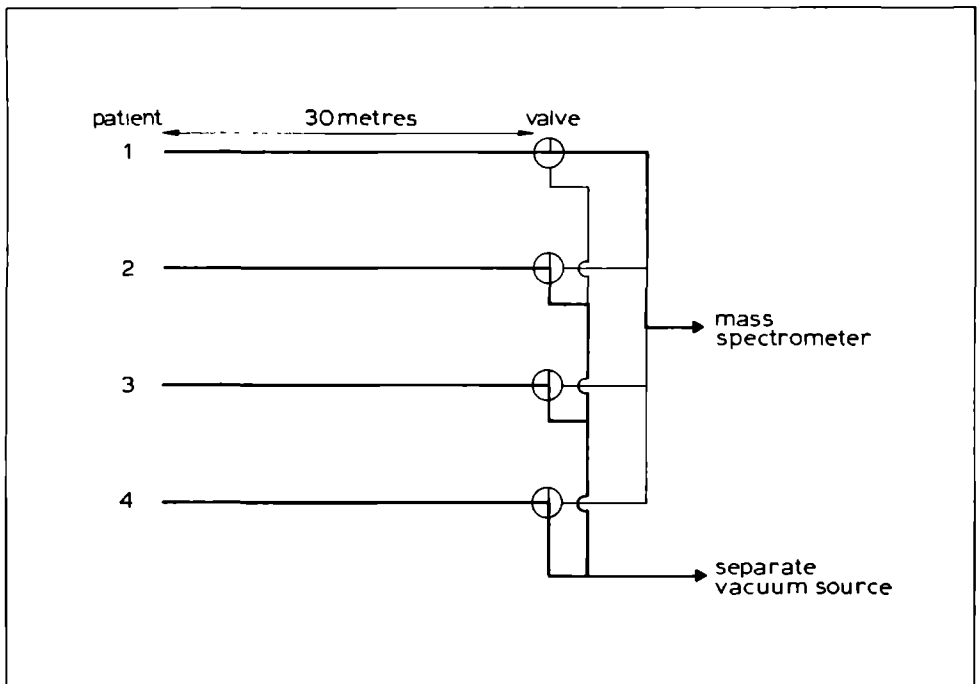 patient
30 metres
valve
1
2
3
4
mass
spectrometer
separate
vacuum source